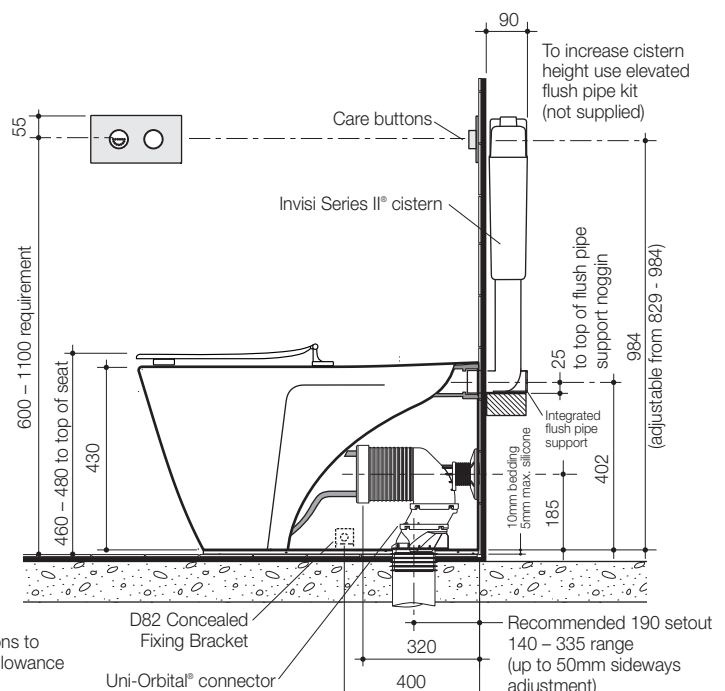 90
To increase cistern
height use elevated
flush pipe kit
(not supplied)
55
Care buttons
Invisi Series II® cistern
600 – 1100 requirement
to top of flush pipe
support noggin
25
984
(adjustable from 829 - 984)
460 – 480 to top of seat
430
Integrated
flush pipe
support
402
10mm bedding
5mm max. silicone
185
D82 Concealed
Fixing Bracket
Uni-Orbital® connector
320
400
Recommended 190 setout
140 – 335 range
(up to 50mm sideways
adjustment)
ons to
llowance